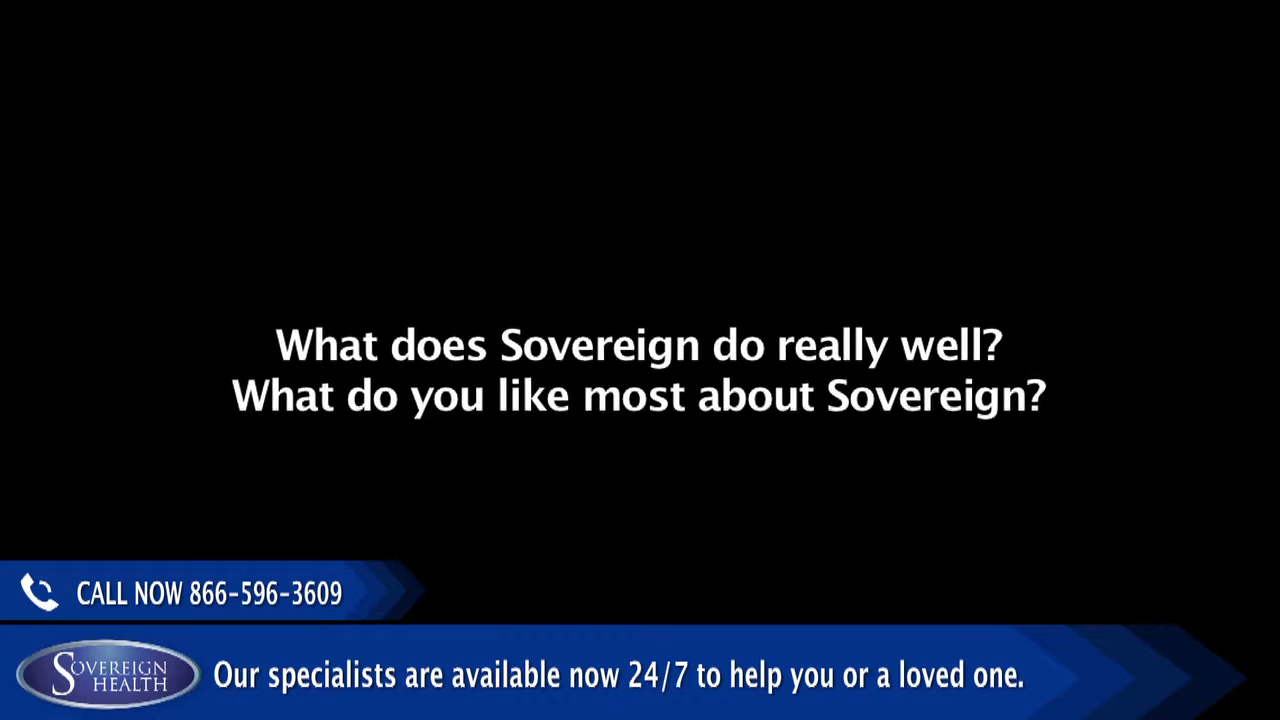 What does Sovereign do really well?
What do you like most about Sovereign?
CALL NOW 866-596-3609
SOVEREIGN
HEALTH
Our specialists are available now 24/7 to help you or a loved one.